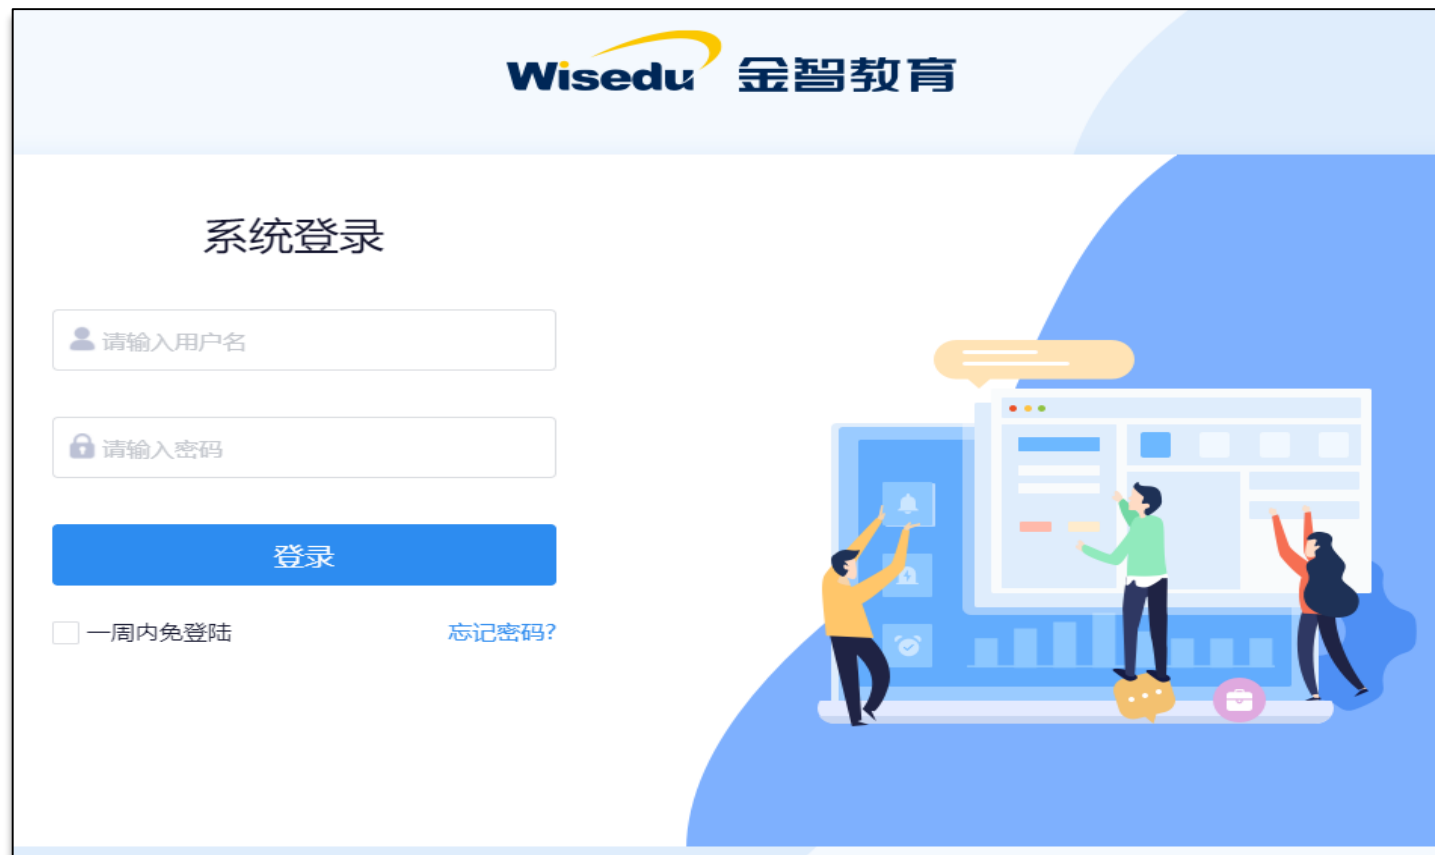 Wisedu 金智教育
系统登录
请输入用户名
请输入密码
登录
一周内免登陆 忘记密码?